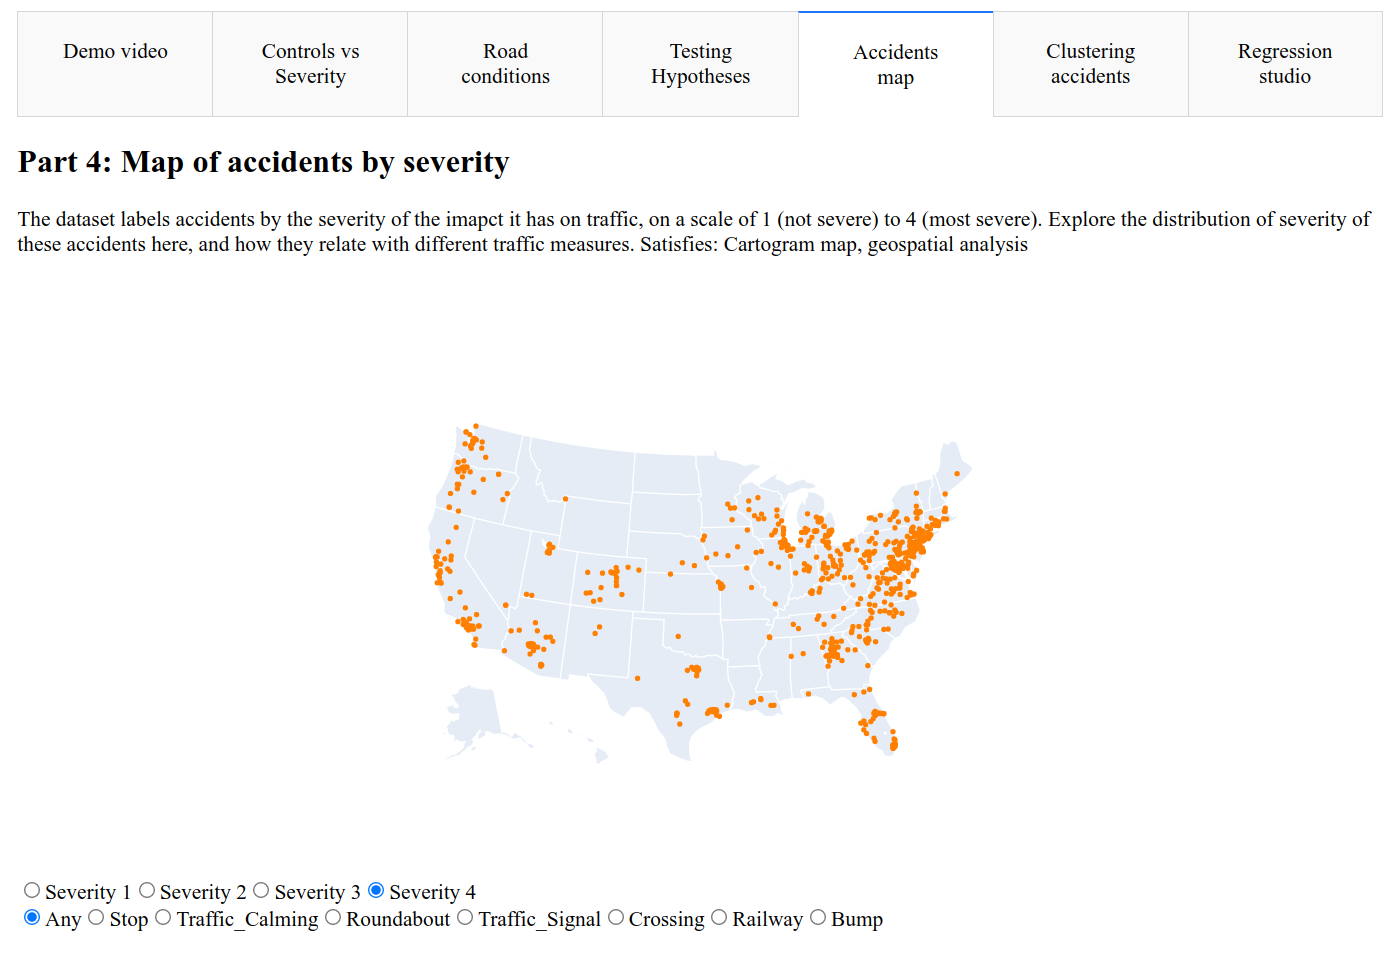 Demo video
Controls vs
Severity
Road
conditions
Testing
Hypotheses
Accidents
map
Clustering
accidents
Regression
studio
Part 4: Map of accidents by severity
The dataset labels accidents by the severity of the imapct it has on traffic, on a scale of 1 (not severe) to 4 (most severe). Explore the distribution of severity of
these accidents here, and how they relate with different traffic measures. Satisfies: Cartogram map, geospatial analysis
Severity 1 Severity 2 Severity 3 Severity 4
Any Stop Traffic_Calming Roundabout Traffic_Signal Crossing Railway Bump